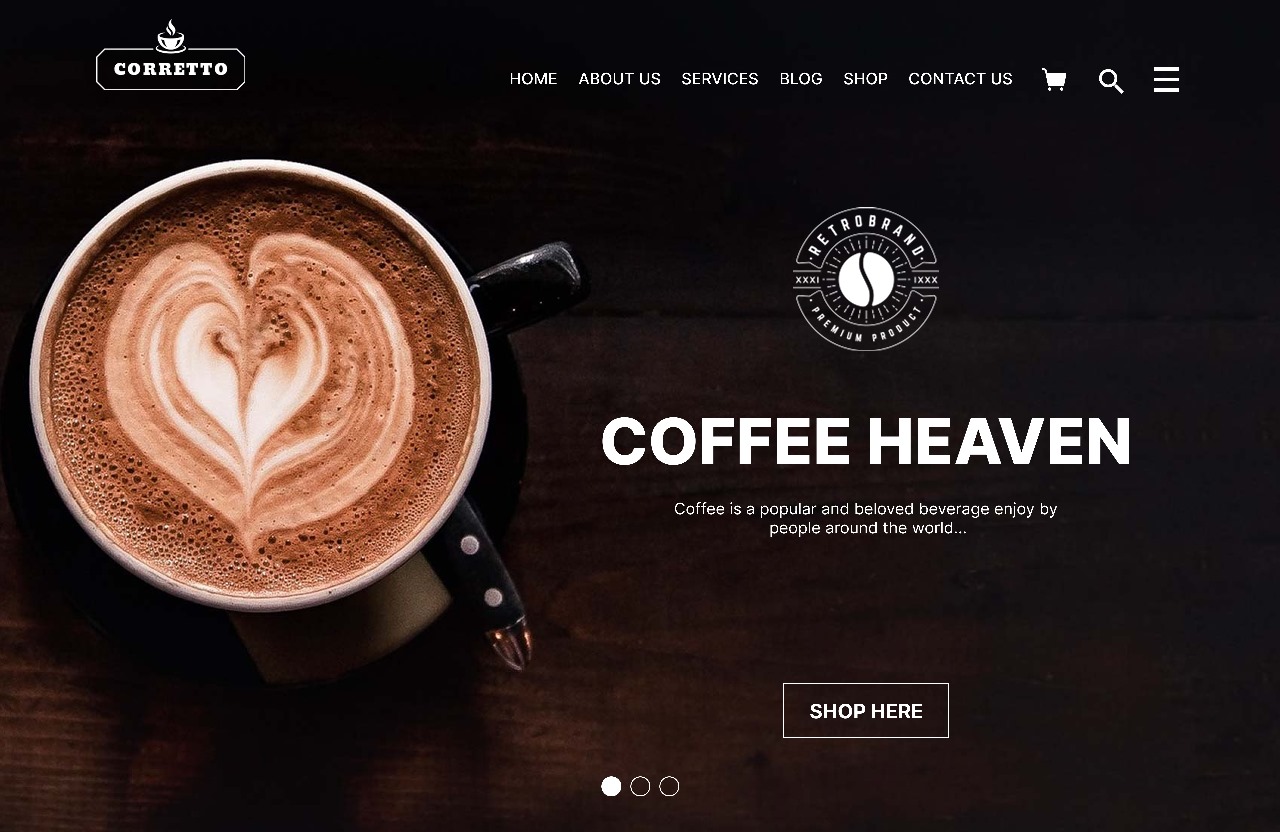 CORRETTO
HOME ABOUT US SERVICES BLOG SHOP CONTACT US
RETROBRAND
XXXI IXXX
PREMIUM PRODUCT
COFFEE HEAVEN
Coffee is a popular and beloved beverage enjoy by
people around the world...
SHOP HERE